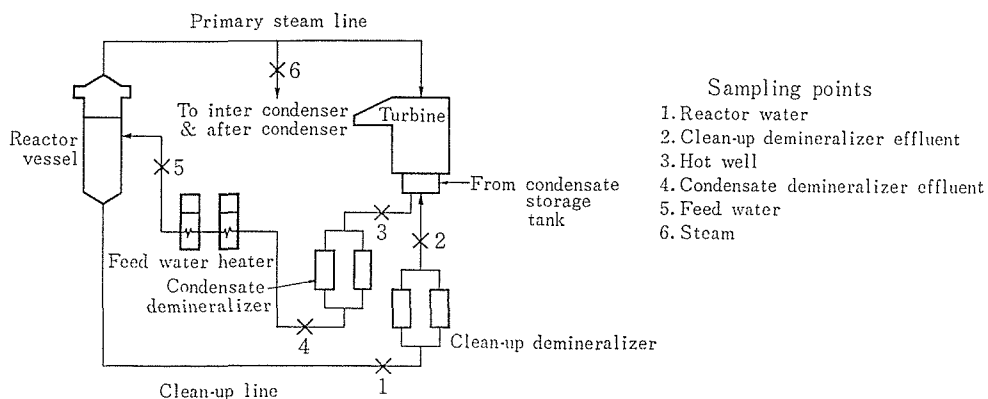 Primary steam line
6
To inter condenser
& after condenser
Turbine
Reactor
vessel
5
From condensate
storage
tank
3
2
Feed water heater
Condensate
demineralizer
4
Clean-up demineralizer
1
Clean-up line
Sampling points
1. Reactor water
2. Clean-up demineralizer effluent
3. Hot well
4. Condensate demineralizer effluent
5. Feed water
6. Steam